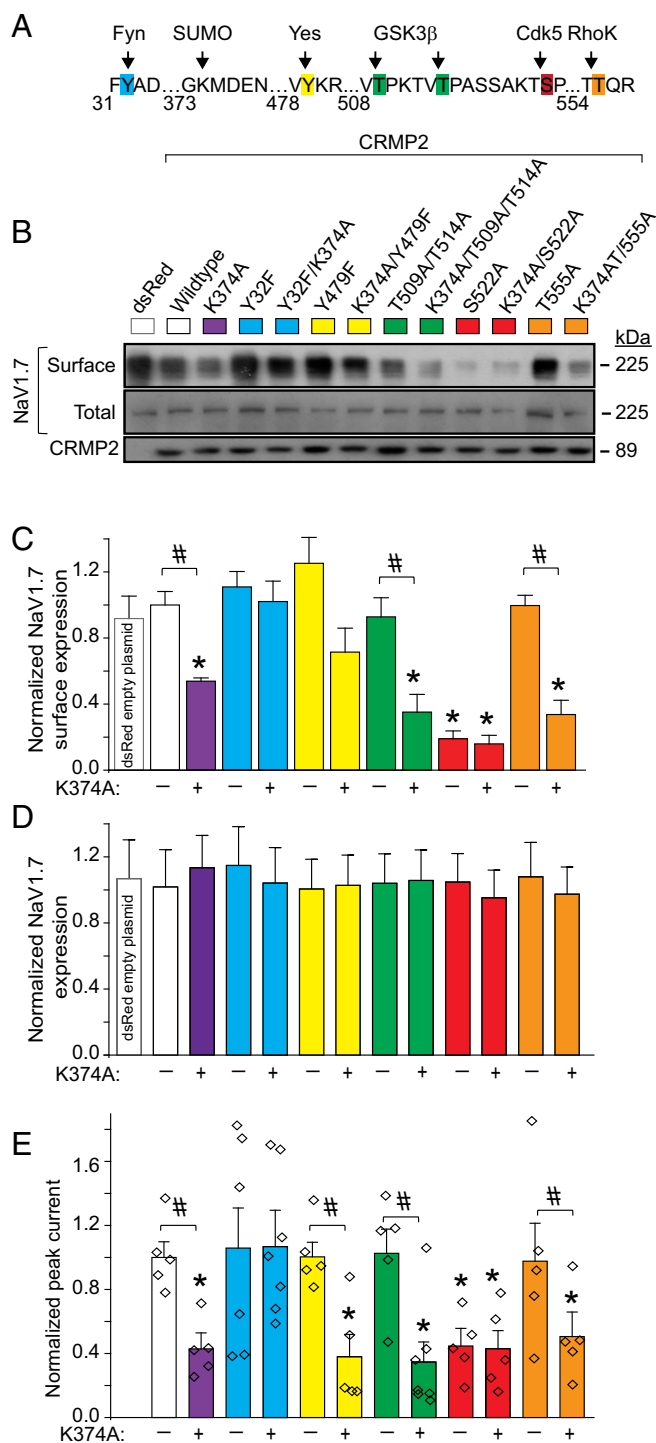 A
Fyn SUMO Yes GSK3β Cdk5 RhoK
FYAD...GKMDEN...VYKR...VTPKTVTPASSAKTSP...TTQR
31 373 478 508 554
CRMP2
B
dsRed Wildtype K374A Y32F Y32F/K374A Y479F K374A/Y479F T509A/T514A K374A/T509A/T514A S522A K374A/S522A T555A K374AT/555A
kDa
NaV1.7
Surface - 225
Total - 225
CRMP2 - 89
C
Normalized NaV1.7 surface expression
1.2
0.8
0.4
0.0
dsRed empty plasmid
# # #
* * * * *
K374A: – + – + – + – + – + – +
D
Normalized NaV1.7 expression
1.2
0.8
0.4
0.0
dsRed empty plasmid
K374A: – + – + – + – + – + – +
E
Normalized peak current
1.6
1.2
0.8
0.4
0.0
# # # #
* * * * * *
K374A: – + – + – + – + – + – +